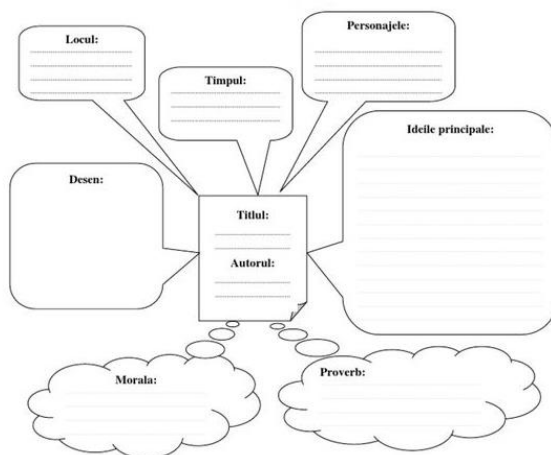 Personajele:
Locul:
Timpul:
Ideile principale:
Desen:
Titlul:
Autorul:
Morala:
Proverb: